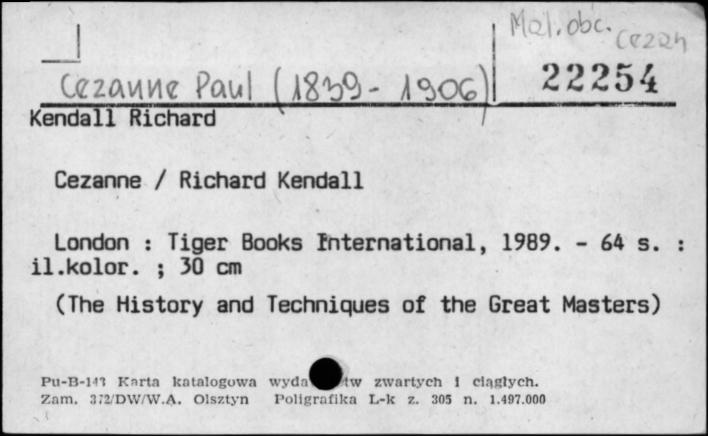 Mal. obc.
Cezan
Cezanne Paul (1839 - 1906)
22254
Kendall Richard
Cezanne / Richard Kendall
London : Tiger Books International, 1989. - 64 s. :
il.kolor. ; 30 cm
(The History and Techniques of the Great Masters)
Pu-B-143 Karta katalogowa wyda tw zwartych i ciągłych.
Zam. 372/DW/W.A. Olsztyn Poligrafika L-k z. 305 n. 1.497.000